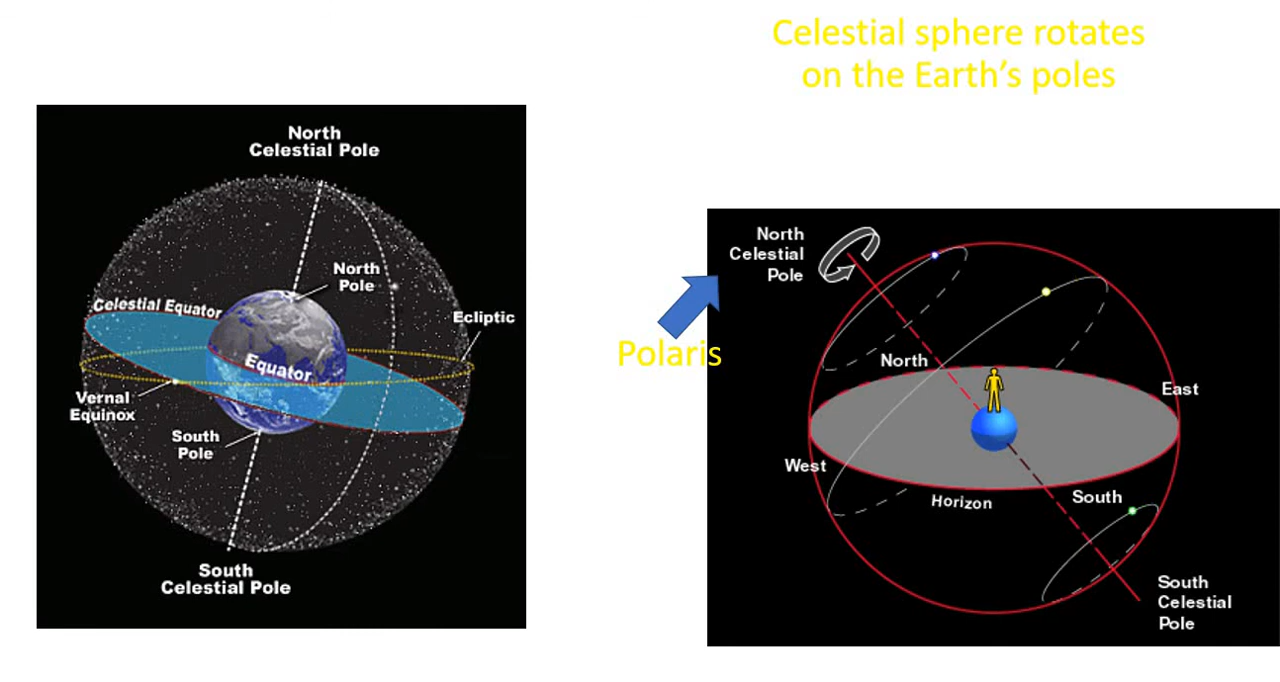 Celestial sphere rotates
on the Earth's poles
North
Celestial Pole
North
Pole
Celestial Equator
Ecliptic
Equator
Vernal
Equinox
South
Pole
South
Celestial Pole
North
Celestial
Pole
Polaris
North
East
West
Horizon
South
South
Celestial
Pole